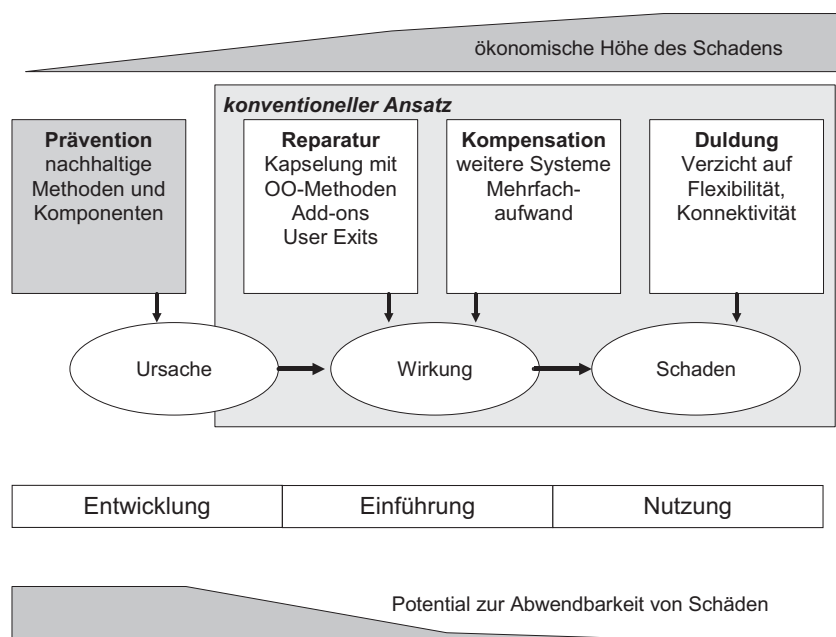 ökonomische Höhe des Schadens
konventioneller Ansatz
Prävention
nachhaltige
Methoden und
Komponenten
Reparatur
Kapselung mit
OO-Methoden
Add-ons
User Exits
Kompensation
weitere Systeme
Mehrfach-
aufwand
Duldung
Verzicht auf
Flexibilität,
Konnektivität
Ursache
Wirkung
Schaden
Entwicklung
Einführung
Nutzung
Potential zur Abwendbarkeit von Schäden